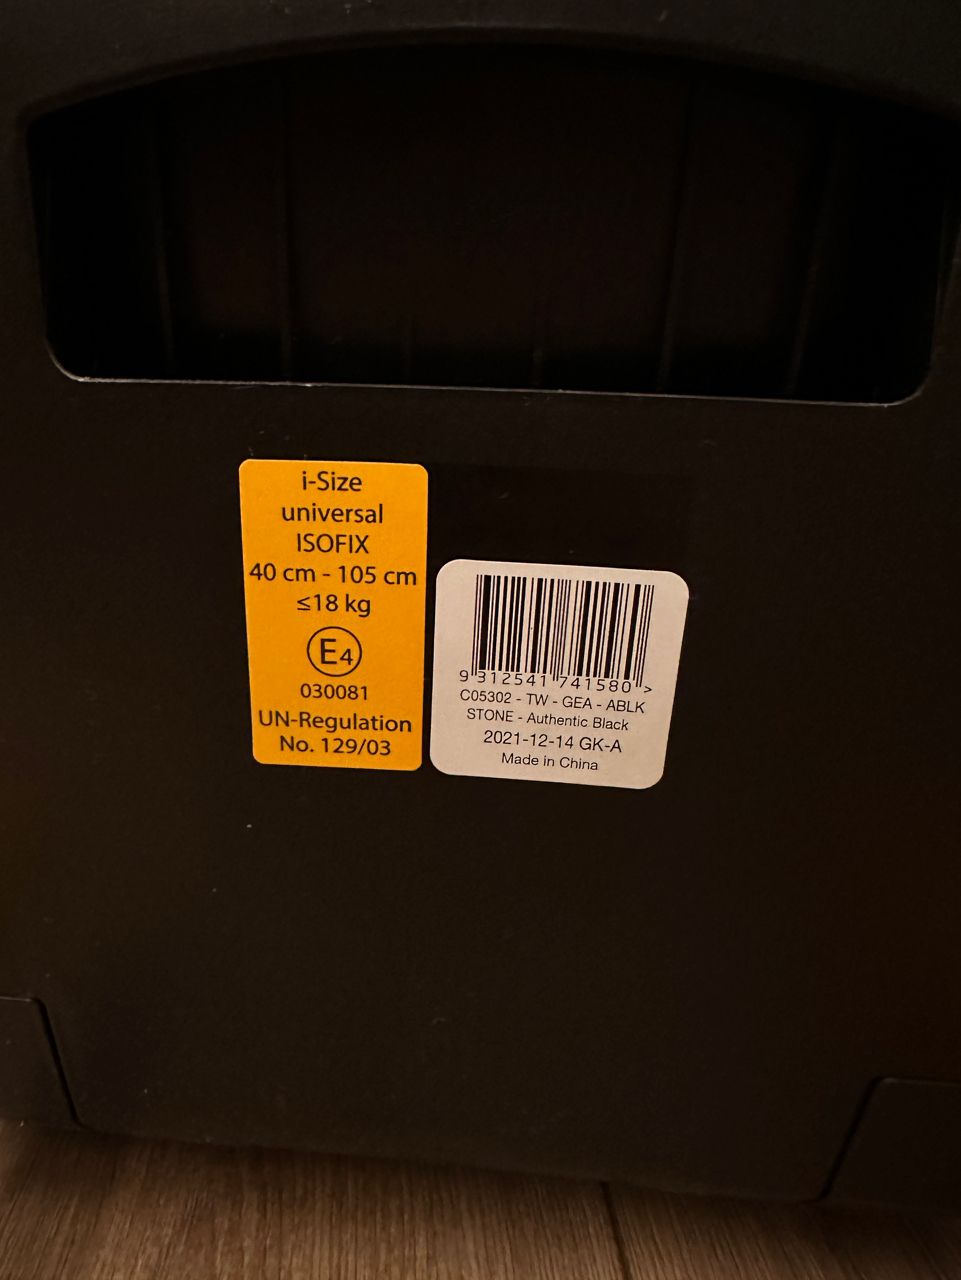 i-Size
universal
ISOFIX
40 cm - 105 cm
≤18 kg
E4
030081
UN-Regulation
No. 129/03
9 312541 741580 >
C05302 - TW - GEA - ABLK
STONE - Authentic Black
2021-12-14 GK-A
Made in China